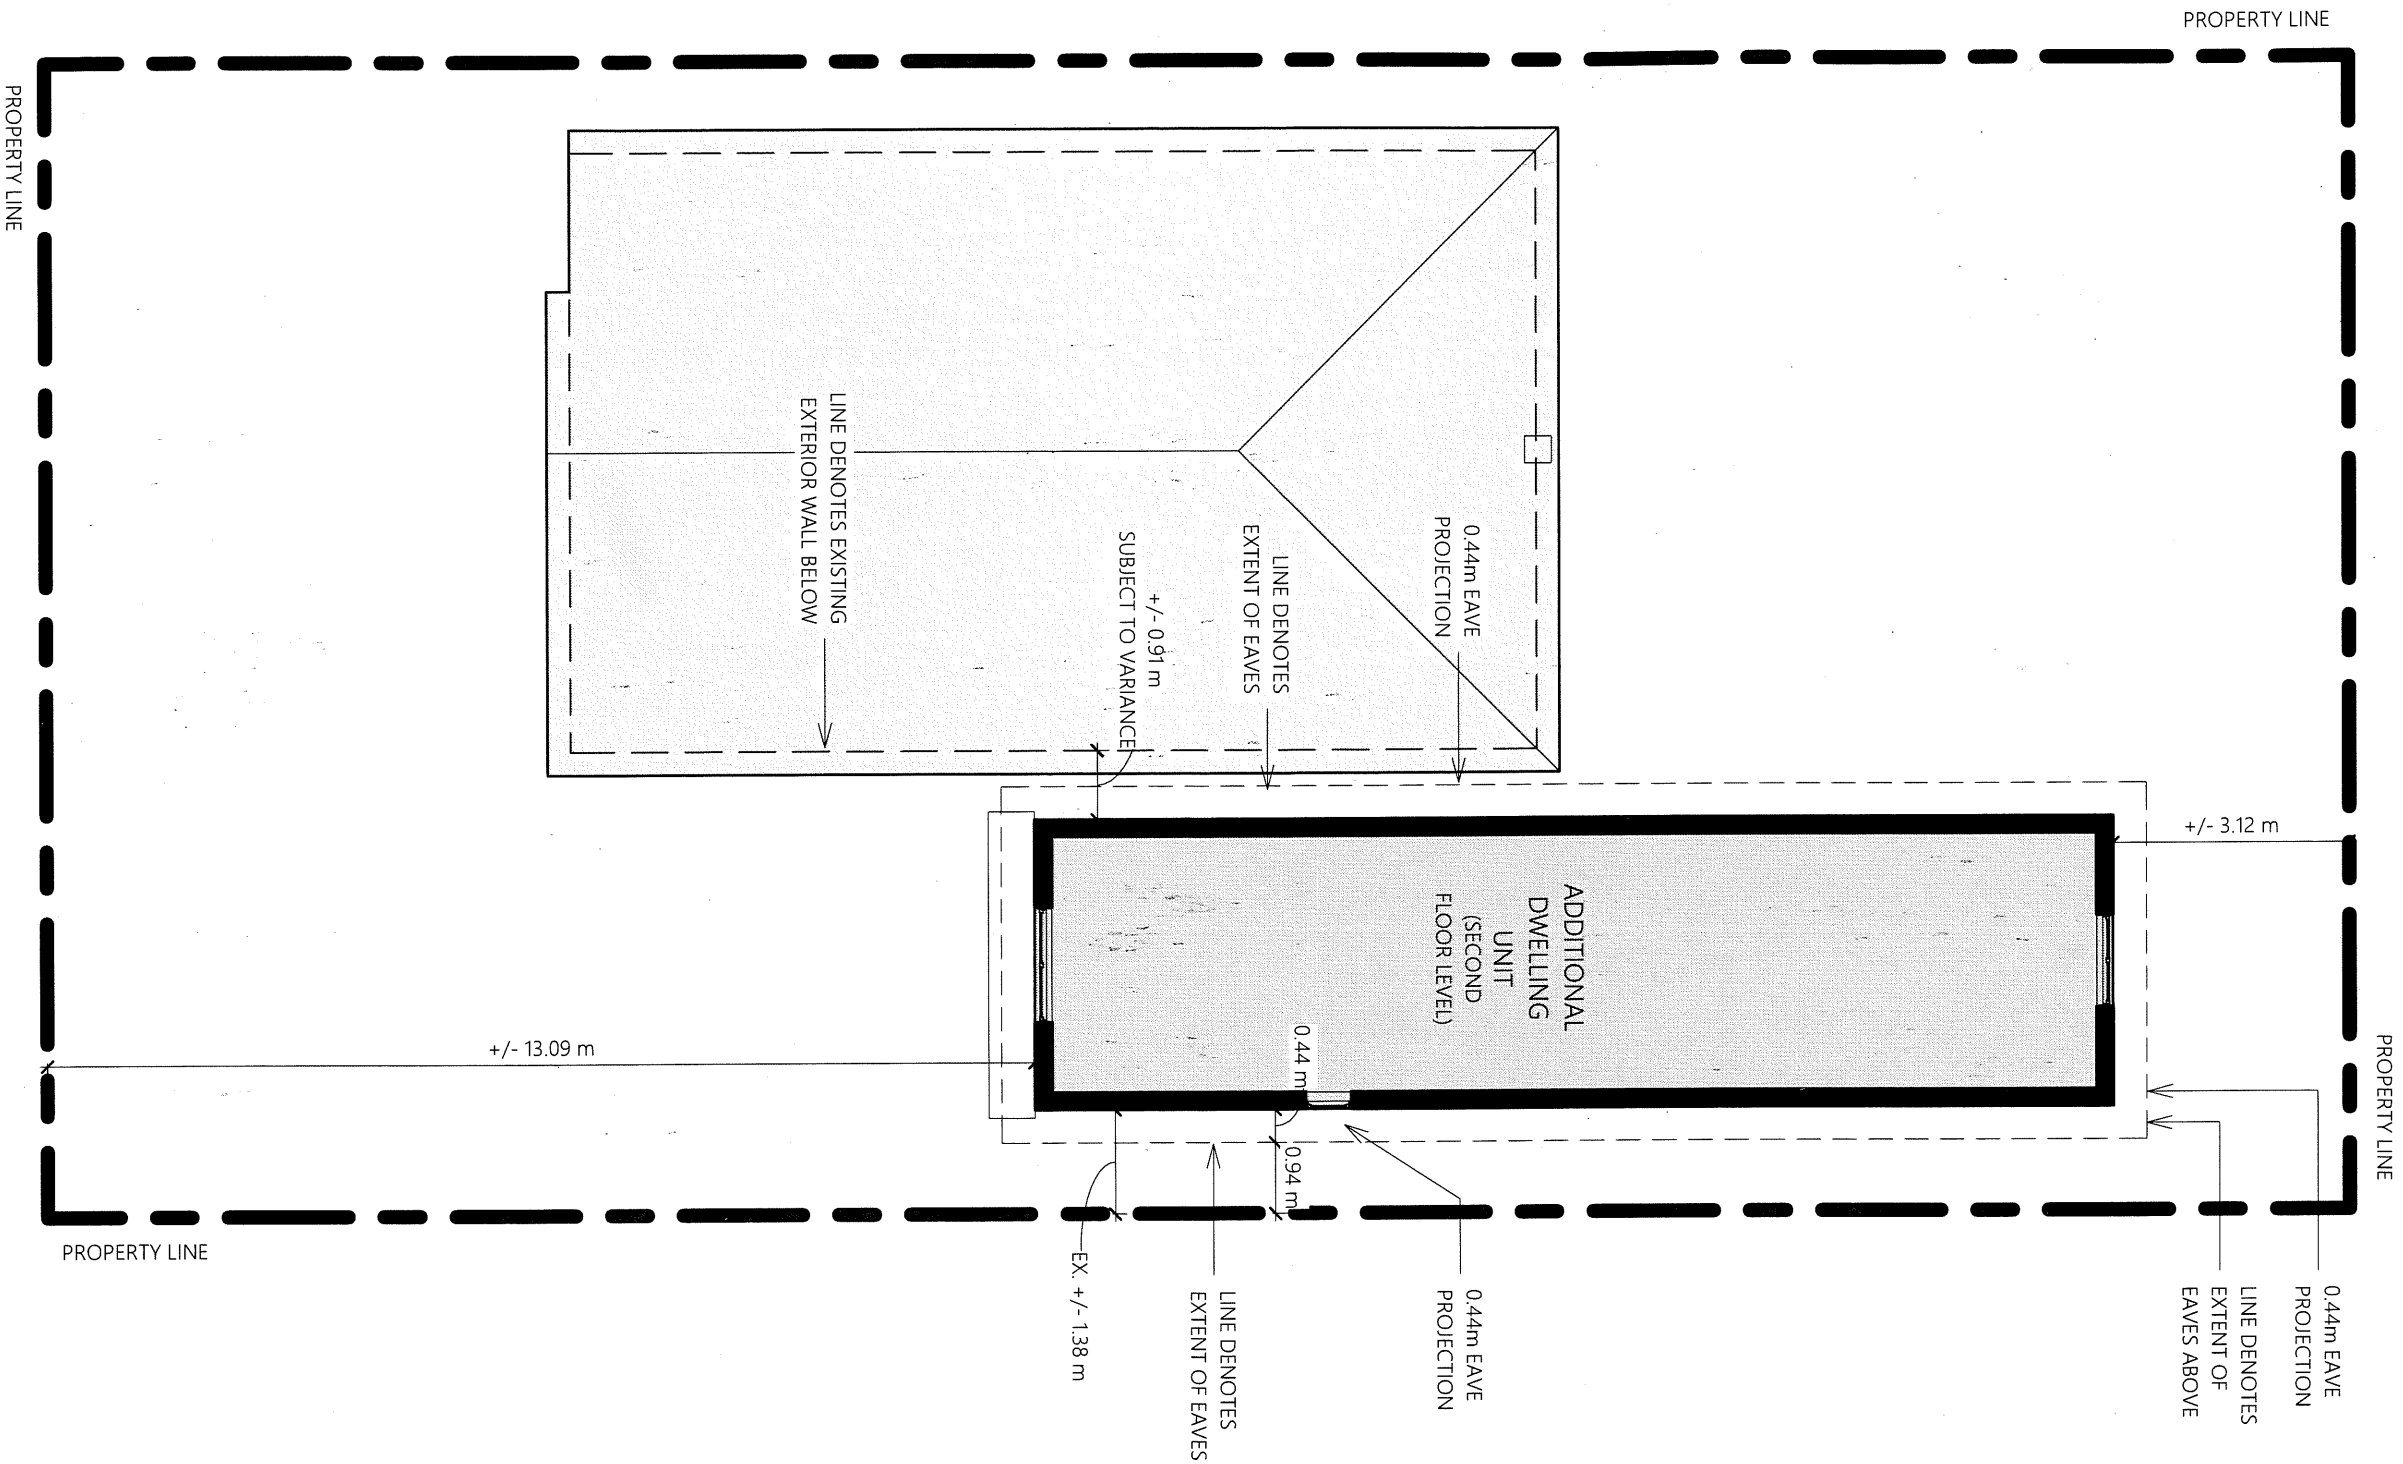 PROPERTY LINE
PROPERTY LINE
LINE DENOTES EXISTING
EXTERIOR WALL BELOW
+/- 0.91 m
SUBJECT TO VARIANCE
LINE DENOTES
EXTENT OF EAVES
0.44m EAVE
PROJECTION
+/- 3.12 m
ADDITIONAL
DWELLING
UNIT
(SECOND
FLOOR LEVEL)
+/- 13.09 m
0.44 m
0.94 m
PROPERTY LINE
PROPERTY LINE
EX. +/- 1.38 m
LINE DENOTES
EXTENT OF EAVES
0.44m EAVE
PROJECTION
LINE DENOTES
EXTENT OF
EAVES ABOVE
0.44m EAVE
PROJECTION